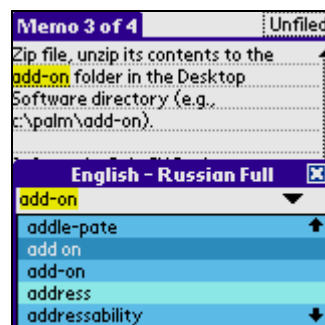 Memo 3 of 4 Unfiled
Zip file, unzip its contents to the
add-on folder in the Desktop
Software directory (e.g.,
c:\palm\add-on).
English - Russian Full
add-on
addle-pate
add on
add-on
address
addressability